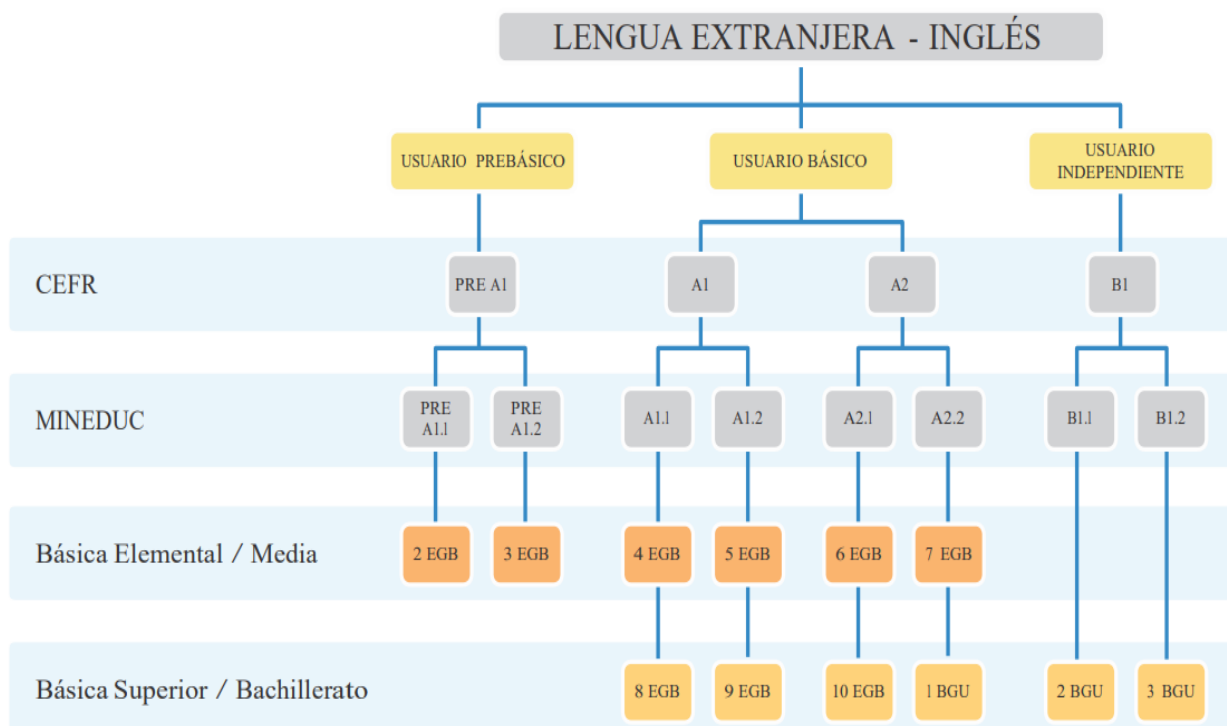 LENGUA EXTRANJERA - INGLÉS
USUARIO PREBÁSICO
USUARIO BÁSICO
USUARIO
INDEPENDIENTE
CEFR
PRE A1
A1
A2
B1
MINEDUC
PRE
A1.1
PRE
A1.2
A1.1
A1.2
A2.1
A2.2
B1.1
B1.2
Básica Elemental / Media
2 EGB
3 EGB
4 EGB
5 EGB
6 EGB
7 EGB
Básica Superior / Bachillerato
8 EGB
9 EGB
10 EGB
1 BGU
2 BGU
3 BGU